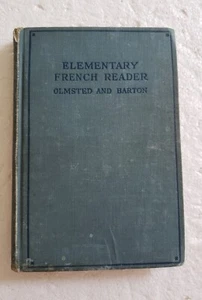 ELEMENTARY
FRENCH READER
OLMSTED AND BARTON